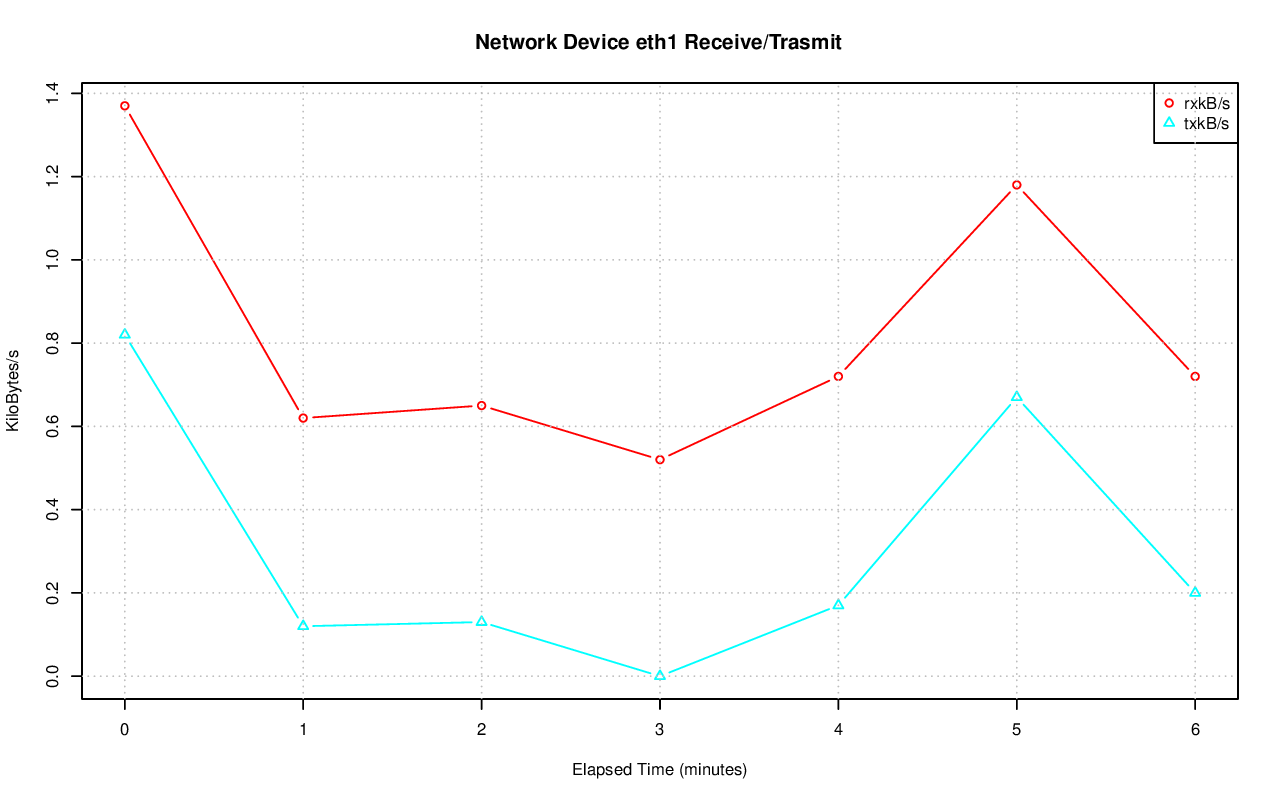 Network Device eth1 Receive/Trasmit
rxkB/s
txkB/s
KiloBytes/s
1.4
1.2
1.0
0.8
0.6
0.4
0.2
0.0
0 1 2 3 4 5 6
Elapsed Time (minutes)